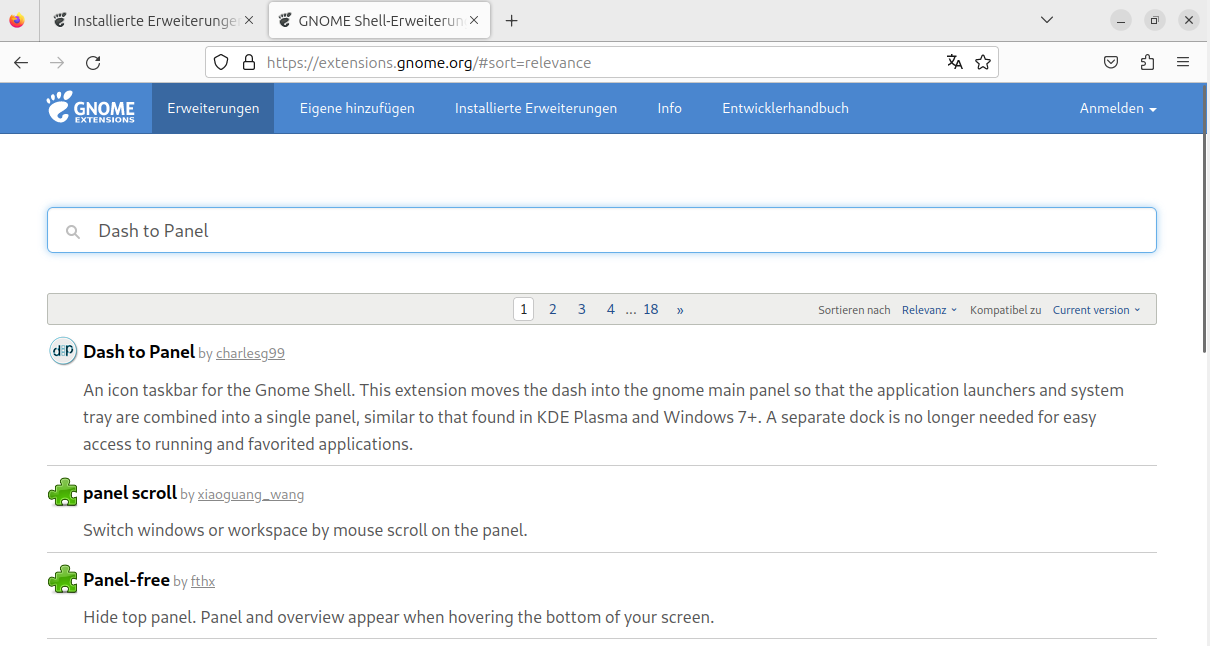 Installierte Erweiterunge
GNOME Shell-Erweiterun
https://extensions.gnome.org/#sort=relevance
GNOME EXTENSIONS
Erweiterungen
Eigene hinzufügen
Installierte Erweiterungen
Info
Entwicklerhandbuch
Anmelden
Dash to Panel
1 2 3 4 ... 18 »
Sortieren nach Relevanz Kompatibel zu Current version
Dash to Panel by charlesg99
An icon taskbar for the Gnome Shell. This extension moves the dash into the gnome main panel so that the application launchers and system
tray are combined into a single panel, similar to that found in KDE Plasma and Windows 7+. A separate dock is no longer needed for easy
access to running and favorited applications.
panel scroll by xiaoguang_wang
Switch windows or workspace by mouse scroll on the panel.
Panel-free by fthx
Hide top panel. Panel and overview appear when hovering the bottom of your screen.